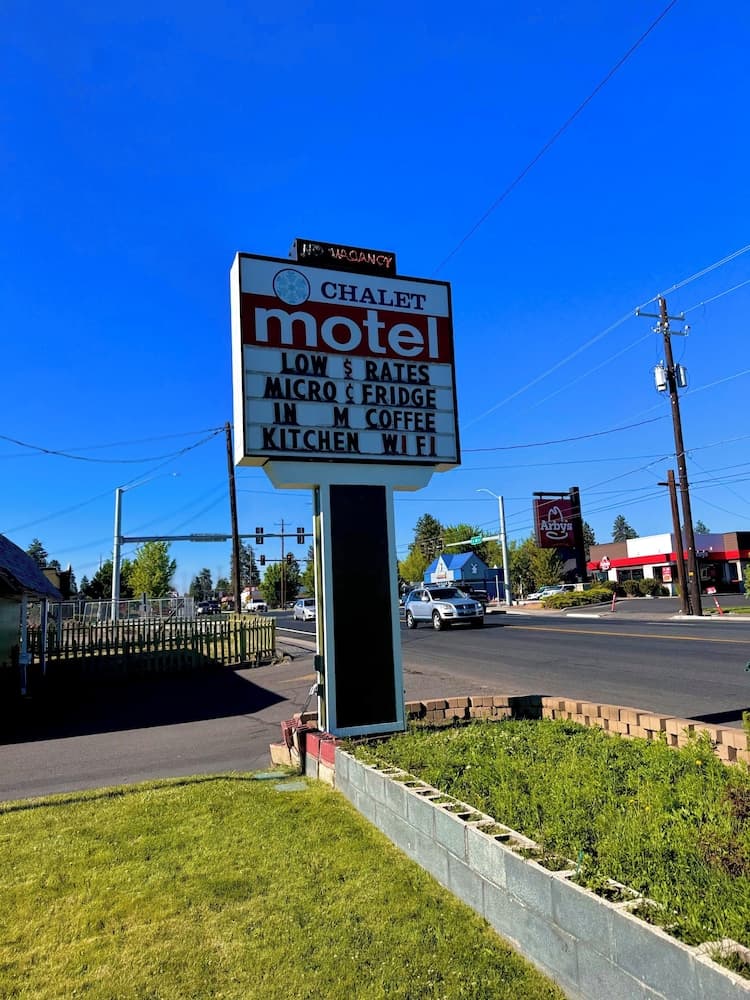 NO VACANCY
CHALET
motel
LOW $ RATES
MICRO ¢ FRIDGE
IN M COFFEE
KITCHEN WI FI
Arby's